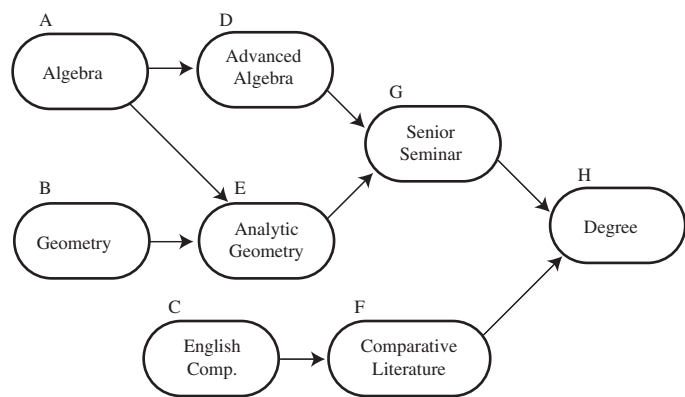 A
Algebra
D
Advanced
Algebra
G
Senior
Seminar
B
Geometry
E
Analytic
Geometry
H
Degree
C
English
Comp.
F
Comparative
Literature